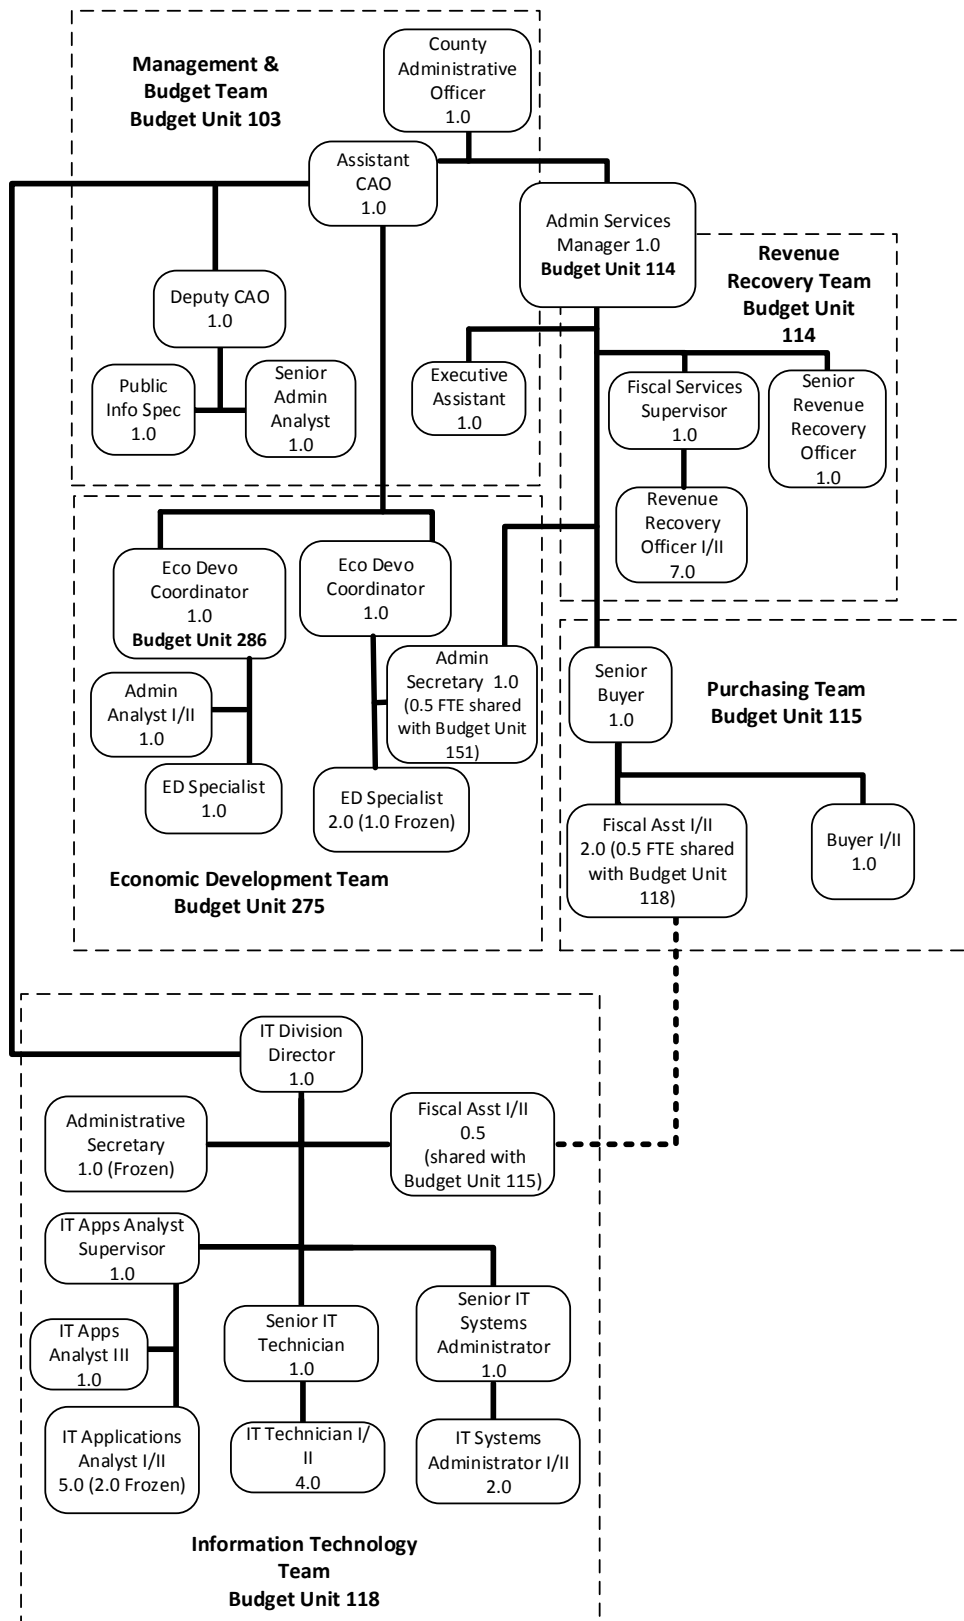 Management &
Budget Team
Budget Unit 103
County
Administrative
Officer
1.0
Assistant
CAO
1.0
Admin Services
Manager 1.0
Budget Unit 114
Revenue
Recovery Team
Budget Unit
114
Deputy CAO
1.0
Public
Info Spec
1.0
Senior
Admin
Analyst
1.0
Executive
Assistant
1.0
Fiscal Services
Supervisor
1.0
Senior
Revenue
Recovery
Officer
1.0
Revenue
Recovery
Officer I/II
7.0
Eco Devo
Coordinator
1.0
Budget Unit 286
Eco Devo
Coordinator
1.0
Admin
Analyst I/II
1.0
Admin
Secretary 1.0
(0.5 FTE shared
with Budget Unit
151)
ED Specialist
1.0
ED Specialist
2.0 (1.0 Frozen)
Economic Development Team
Budget Unit 275
Senior
Buyer
1.0
Purchasing Team
Budget Unit 115
Fiscal Asst I/II
2.0 (0.5 FTE shared
with Budget Unit
118)
Buyer I/II
1.0
IT Division
Director
1.0
Administrative
Secretary
1.0 (Frozen)
Fiscal Asst I/II
0.5
(shared with
Budget Unit 115)
IT Apps Analyst
Supervisor
1.0
IT Apps
Analyst III
1.0
IT Applications
Analyst I/II
5.0 (2.0 Frozen)
Senior IT
Technician
1.0
IT Technician I/
II
4.0
Senior IT
Systems
Administrator
1.0
IT Systems
Administrator I/II
2.0
Information Technology
Team
Budget Unit 118